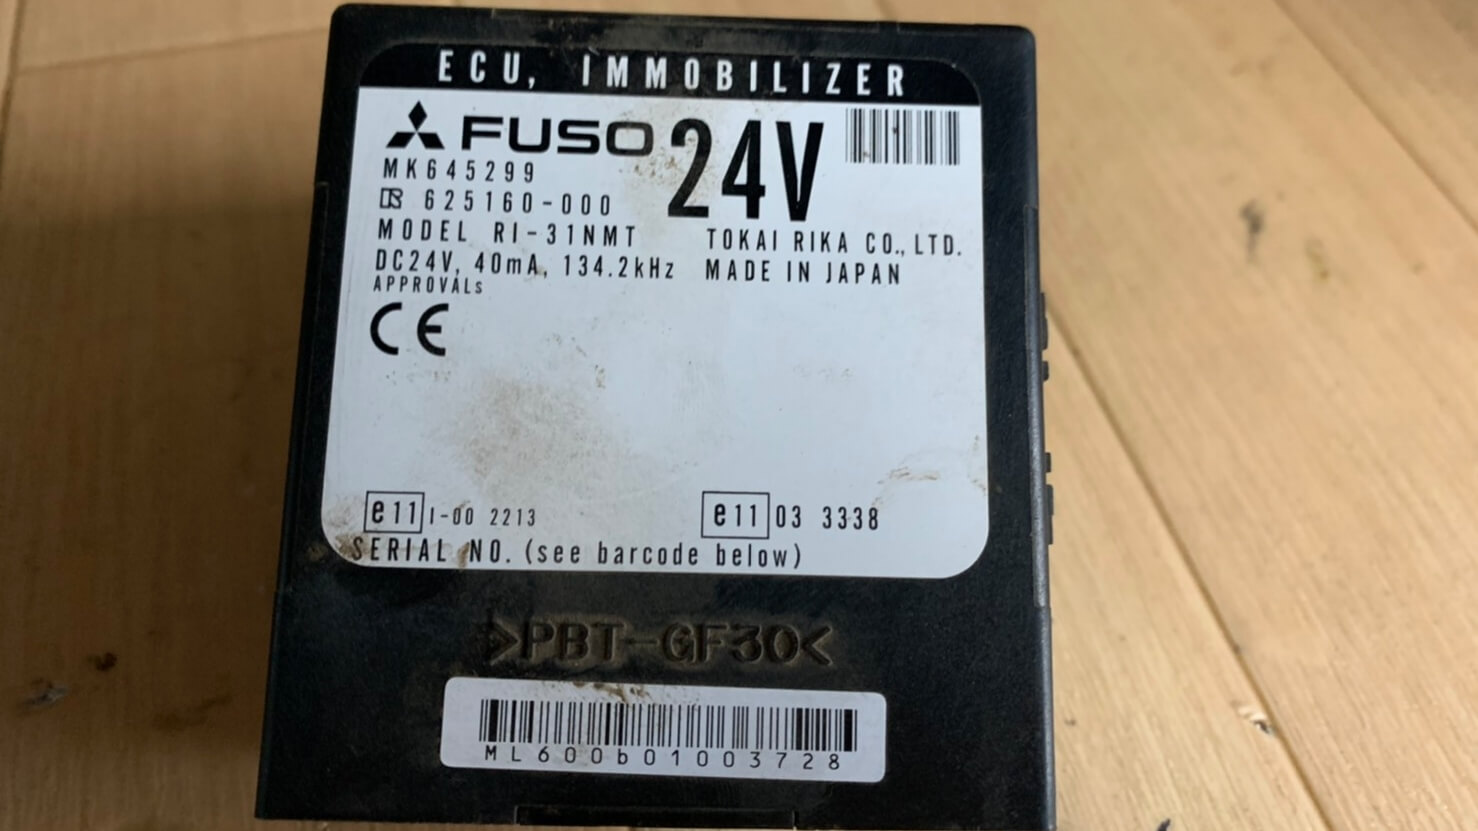 ECU, IMMOBILIZER
FUSO 24V
MK645299
625160-000
MODEL RI-31NMT TOKAI RIKA CO., LTD.
DC24V, 40mA, 134.2kHz MADE IN JAPAN
APPROVALs
CE
e11 I-00 2213 e11 03 3338
SERIAL NO. (see barcode below)
>PBT-GF30<
ML600b01003728